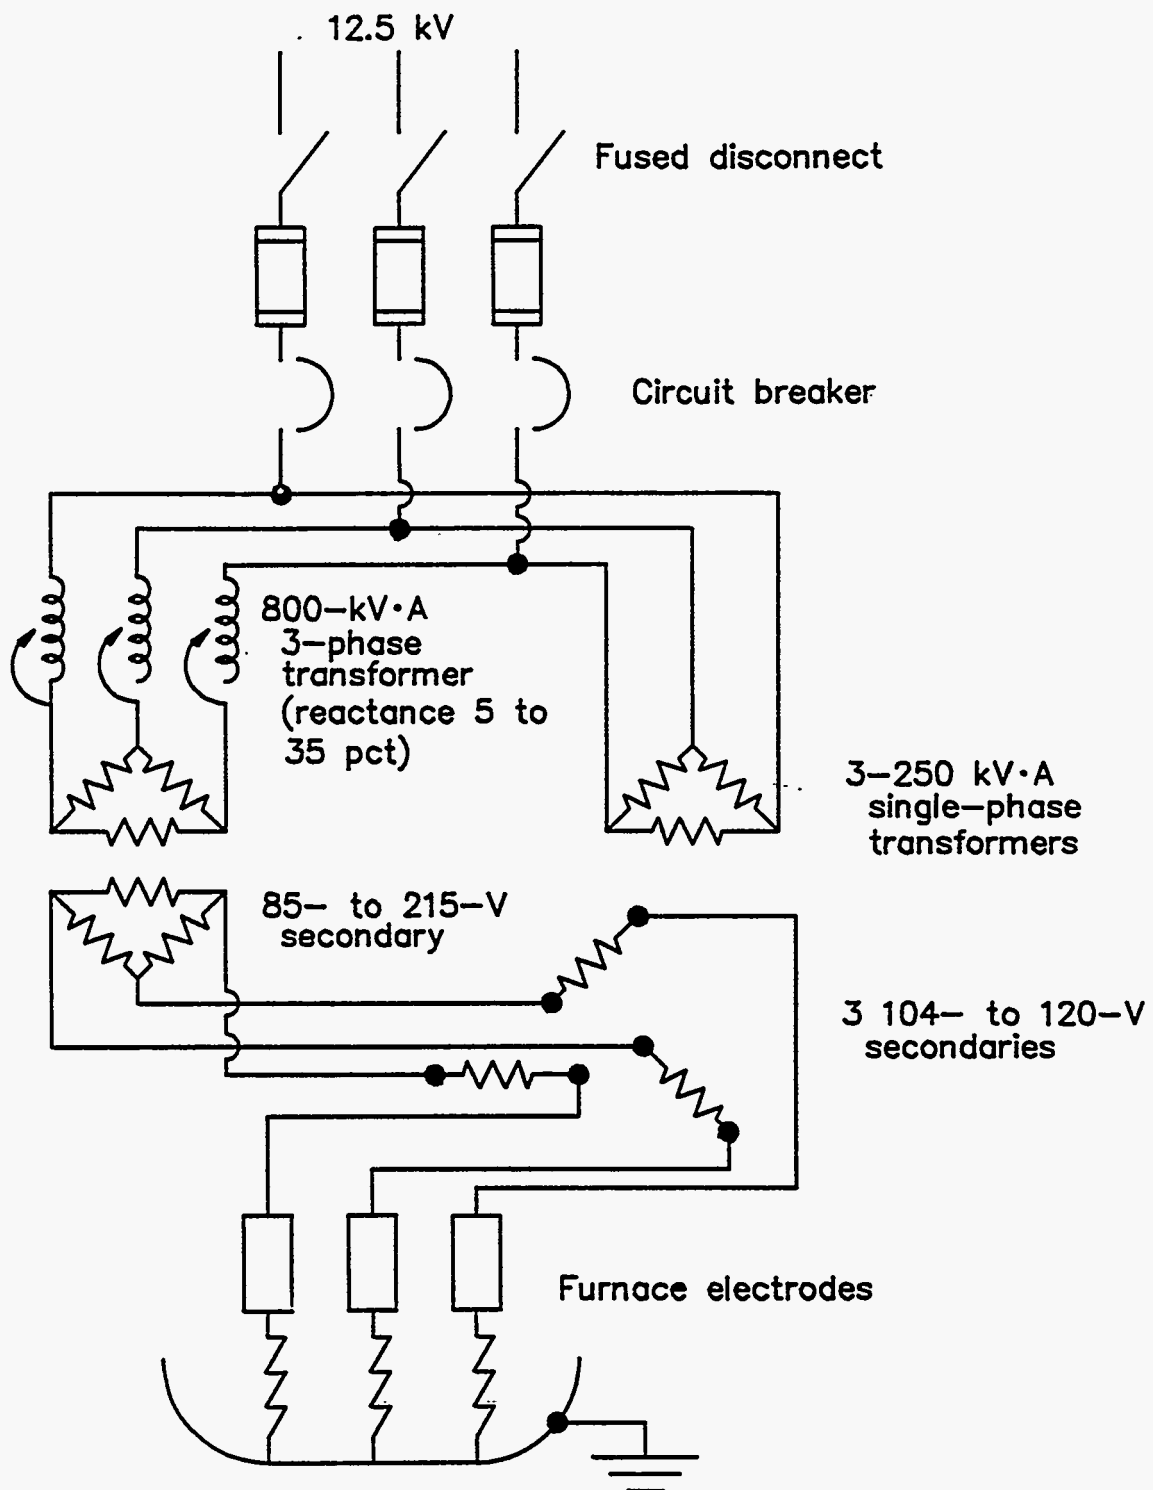 12.5 kV
Fused disconnect
Circuit breaker
800-kV·A
3-phase
transformer
(reactance 5 to
35 pct)
3-250 kV·A
single-phase
transformers
85- to 215-V
secondary
3 104- to 120-V
secondaries
Furnace electrodes